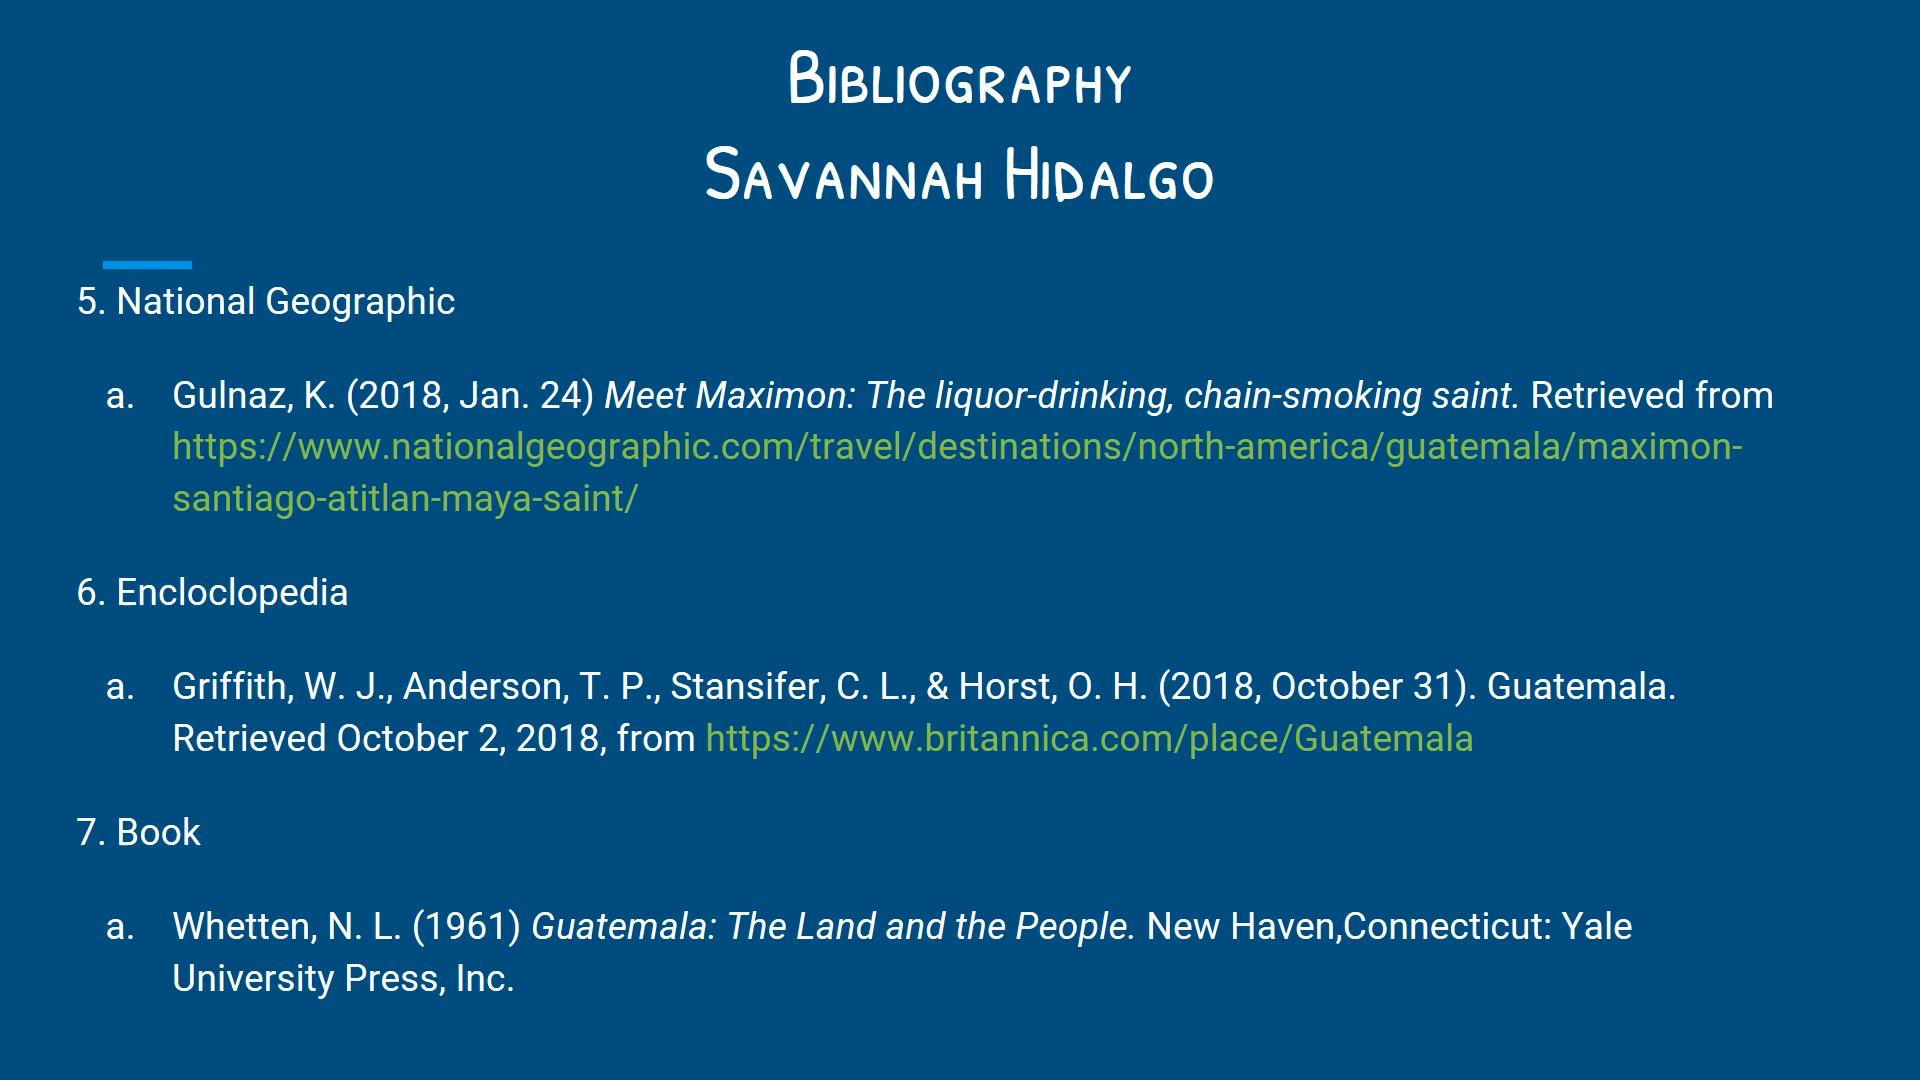 Bibliography
Savannah Hidalgo
5. National Geographic
a. Gulnaz, K. (2018, Jan. 24) Meet Maximon: The liquor-drinking, chain-smoking saint. Retrieved from
https://www.nationalgeographic.com/travel/destinations/north-america/guatemala/maximon-
santiago-atitlan-maya-saint/
6. Encloclopedia
a. Griffith, W. J., Anderson, T. P., Stansifer, C. L., & Horst, O. H. (2018, October 31). Guatemala.
Retrieved October 2, 2018, from https://www.britannica.com/place/Guatemala
7. Book
a. Whetten, N. L. (1961) Guatemala: The Land and the People. New Haven,Connecticut: Yale
University Press, Inc.